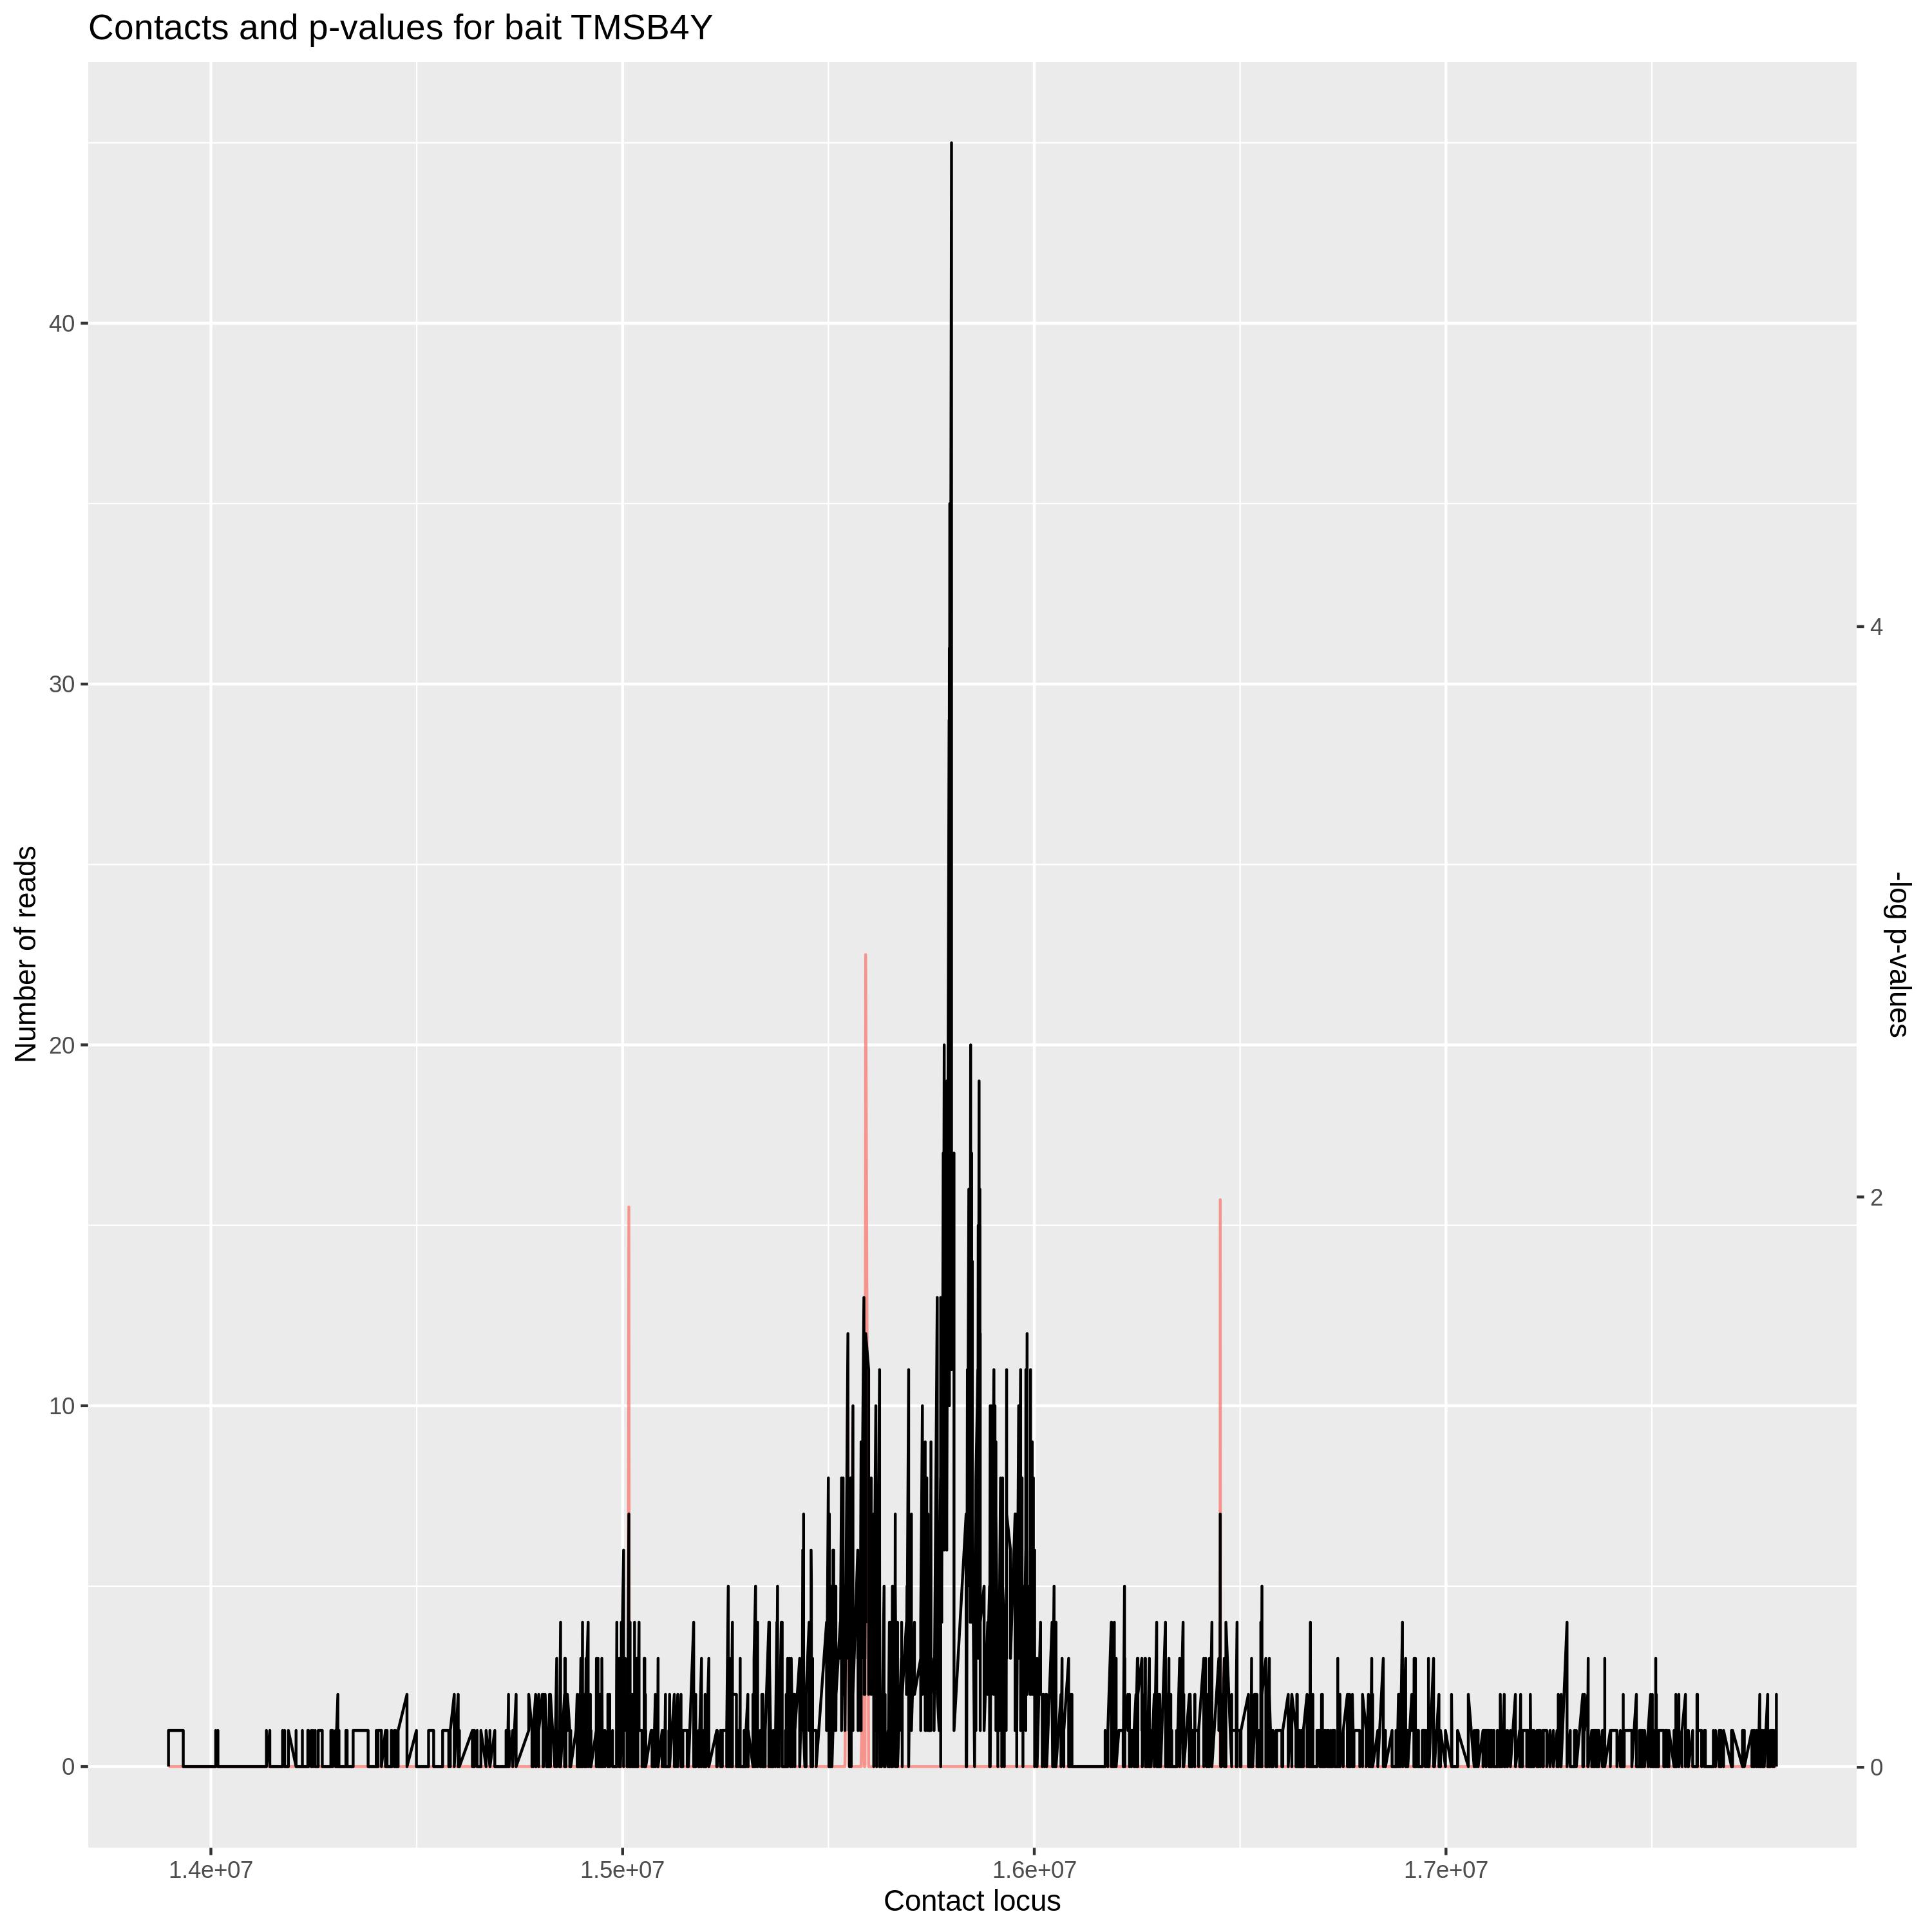 Contacts and p-values for bait TMSB4Y
Number of reads
40
30
20
10
0
4
2
0
-log p-values
1.4e+07 1.5e+07 1.6e+07 1.7e+07
Contact locus